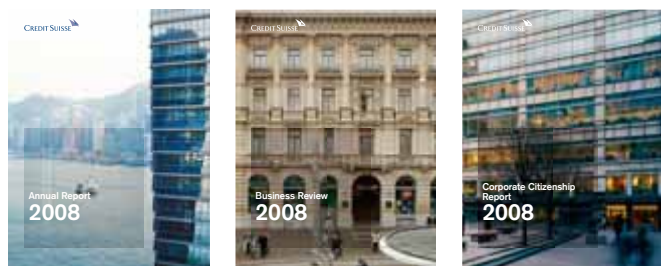 CREDIT SUISSE
Annual Report
2008
CREDIT SUISSE
Business Review
2008
CREDIT SUISSE
Corporate Citizenship
Report
2008